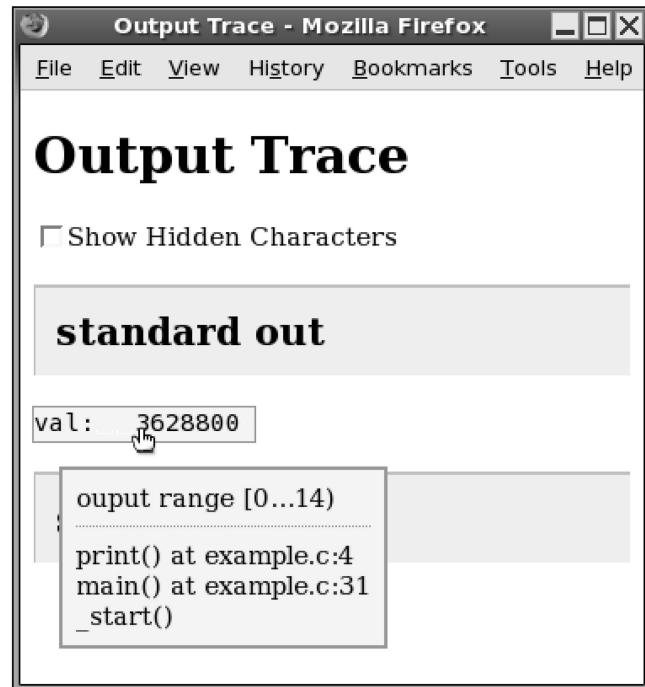 Output Trace - Mozilla Firefox
File Edit View History Bookmarks Tools Help
Output Trace
Show Hidden Characters
standard out
val: 3628800
ouput range [0...14)
print() at example.c:4
main() at example.c:31
_start()